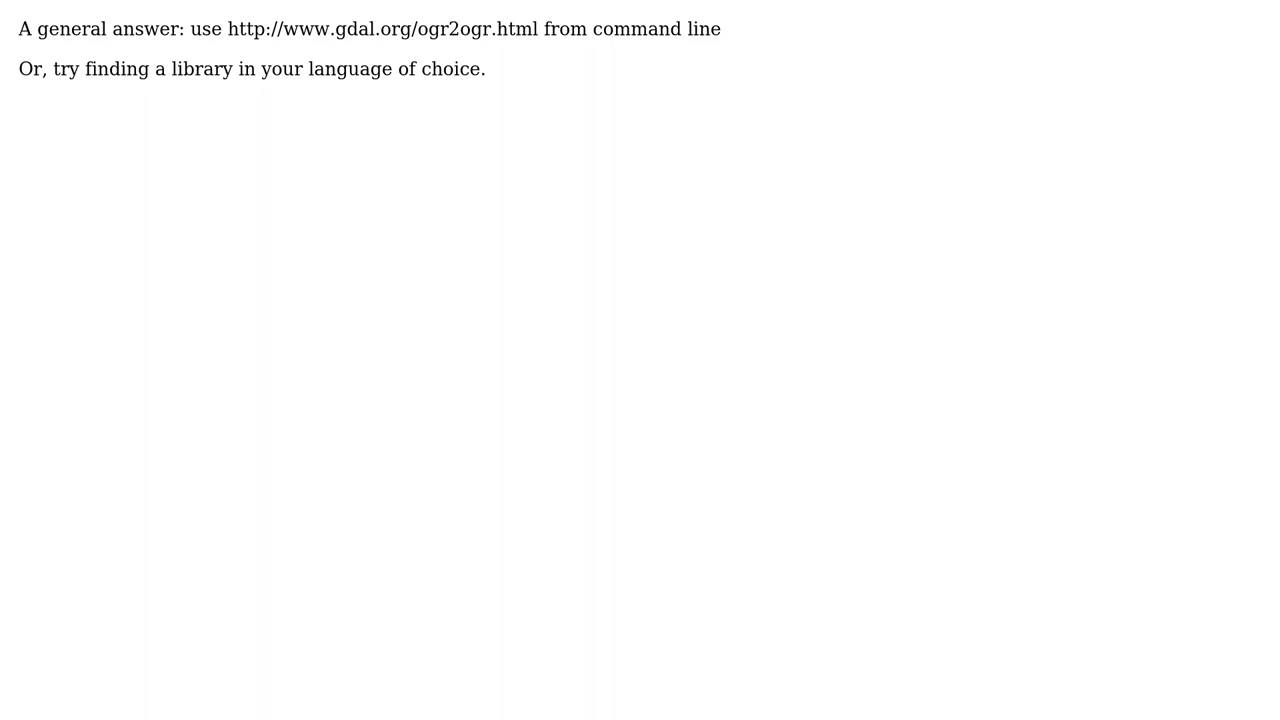 A general answer: use http://www.gdal.org/ogr2ogr.html from command line
Or, try finding a library in your language of choice.